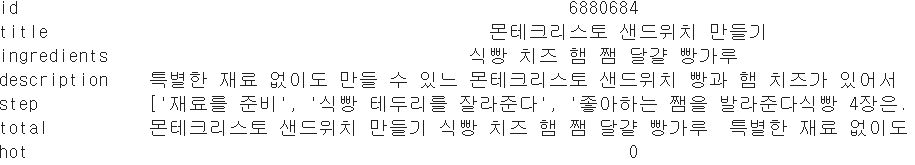 id 6880684
title 몬테크리스토 샌드위치 만들기
ingredients 식빵 치즈 햄 쨈 달걀 빵가루
description 특별한 재료 없이도 만들 수 있느 몬테크리스토 샌드위치 빵과 햄 치즈가 있어서
step ['재료를 준비', '식빵 테두리를 잘라준다', '좋아하는 쨈을 발라준다식빵 4장은.
total 몬테크리스토 샌드위치 만들기 식빵 치즈 햄 쨈 달걀 빵가루 특별한 재료 없이도
hot 0